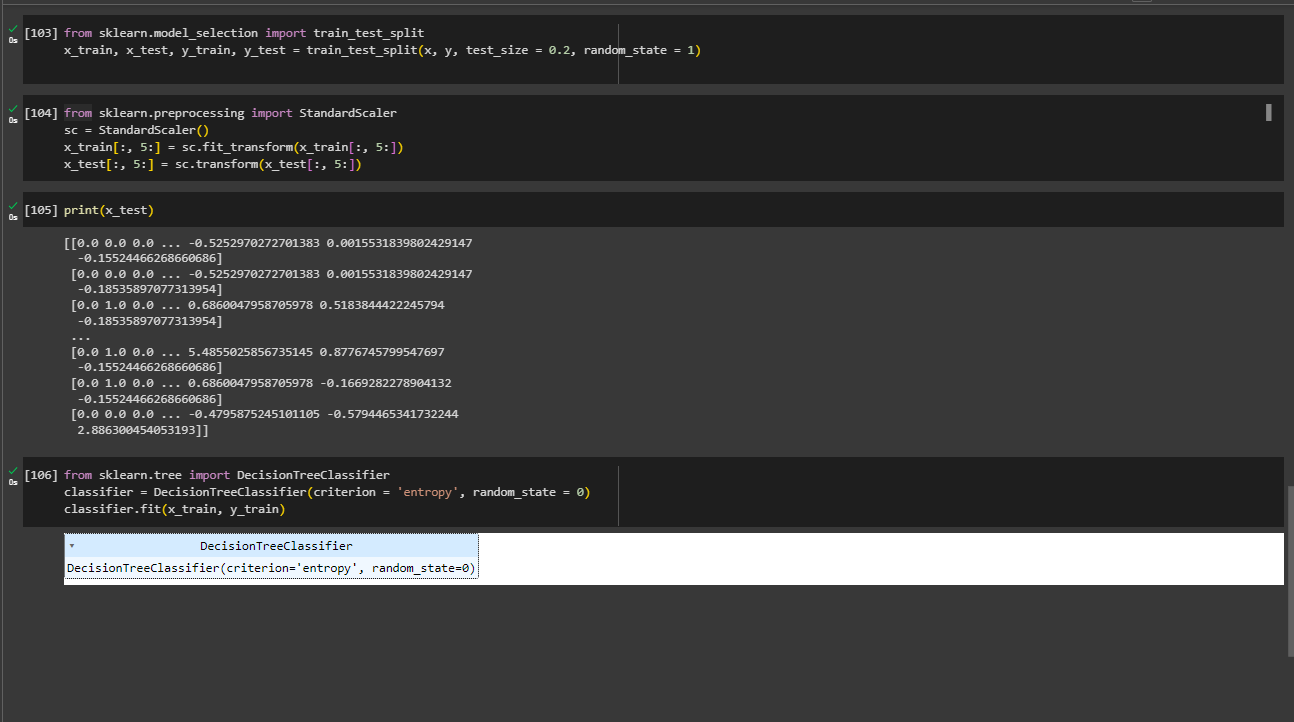 [103] from sklearn.model_selection import train_test_split
x_train, x_test, y_train, y_test = train_test_split(x, y, test_size = 0.2, random_state = 1)
0s
[104] from sklearn.preprocessing import StandardScaler
0s
sc = StandardScaler()
x_train[:, 5:] = sc.fit_transform(x_train[:, 5:])
x_test[:, 5:] = sc.transform(x_test[:, 5:])
[105] print(x_test)
0s
[[0.0 0.0 0.0 ... -0.5252970272701383 0.0015531839802429147
-0.15524466268660686]
[0.0 0.0 0.0 ... -0.5252970272701383 0.0015531839802429147
-0.18535897077313954]
[0.0 1.0 0.0 ... 0.6860047958705978 0.5183844422245794
-0.18535897077313954]
...
[0.0 1.0 0.0 ... 5.4855025856735145 0.8776745799547697
-0.15524466268660686]
[0.0 1.0 0.0 ... 0.6860047958705978 -0.1669282278904132
-0.15524466268660686]
[0.0 0.0 0.0 ... -0.4795875245101105 -0.5794465341732244
2.886300454053193]]
[106] from sklearn.tree import DecisionTreeClassifier
0s
classifier = DecisionTreeClassifier(criterion = 'entropy', random_state = 0)
classifier.fit(x_train, y_train)
DecisionTreeClassifier
DecisionTreeClassifier(criterion='entropy', random_state=0)